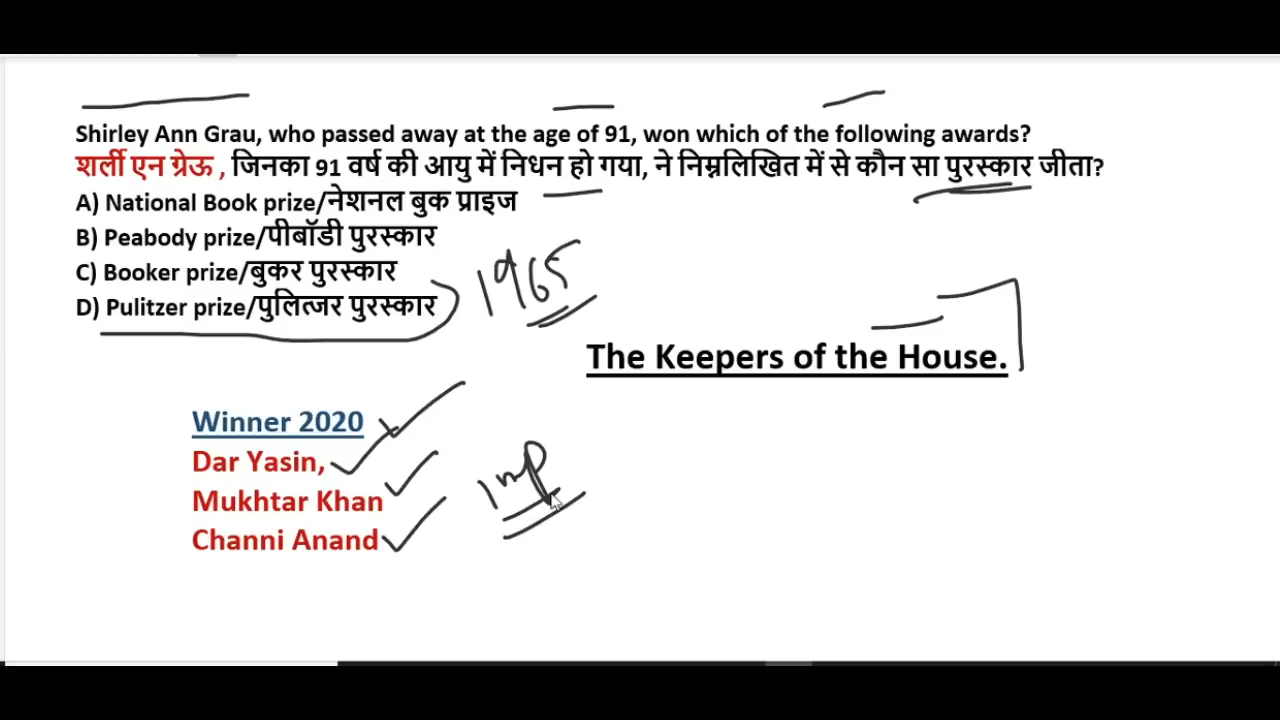 Shirley Ann Grau, who passed away at the age of 91, won which of the following awards?
शर्ली एन ग्रेऊ , जिनका 91 वर्ष की आयु में निधन हो गया, ने निम्नलिखित में से कौन सा पुरस्कार जीता?
A) National Book prize/नेशनल बुक प्राइज
B) Peabody prize/पीबॉडी पुरस्कार
C) Booker prize/बुकर पुरस्कार
D) Pulitzer prize/पुलित्जर पुरस्कार
1965
The Keepers of the House.
Winner 2020
Dar Yasin,
Mukhtar Khan
Imp
Channi Anand